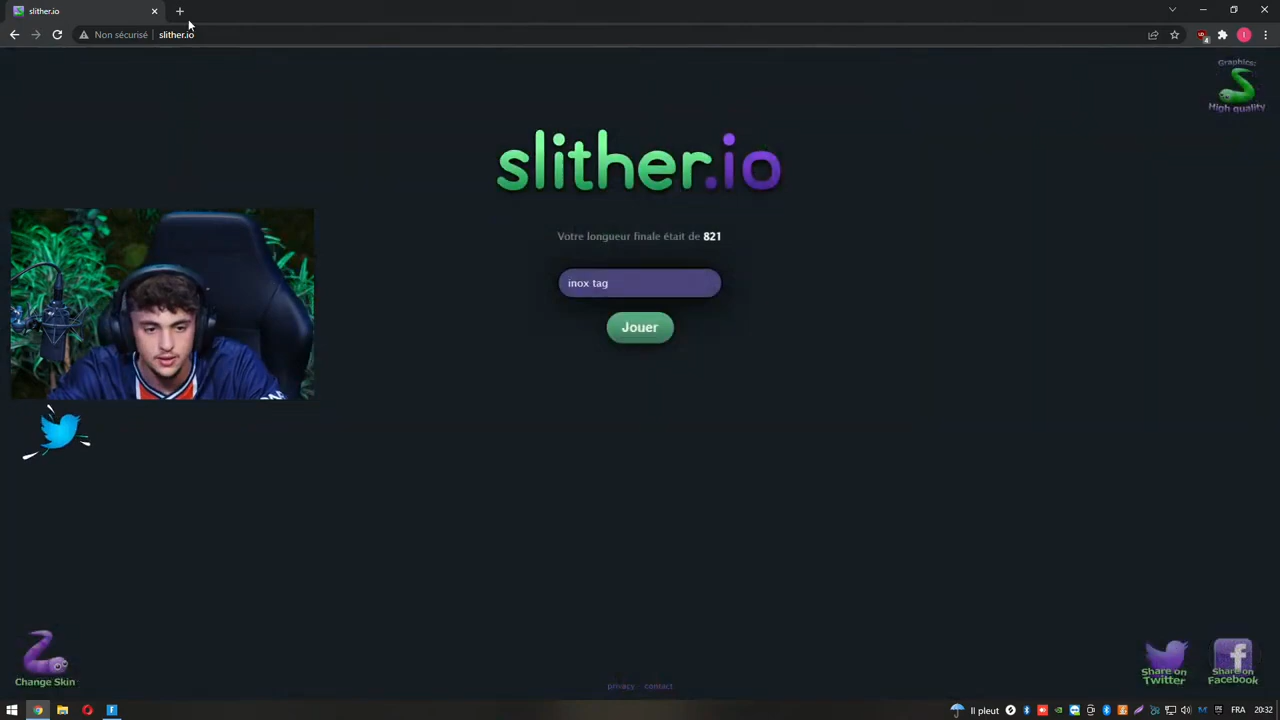 slither.io
Non sécurisé
slither.io
Graphics:
High quality
slither.io
Votre longueur finale était de 821
inox tag
Jouer
Change Skin
Share on
Twitter
Share on
Facebook
privacy
contact
Il pleut
FRA
20:32